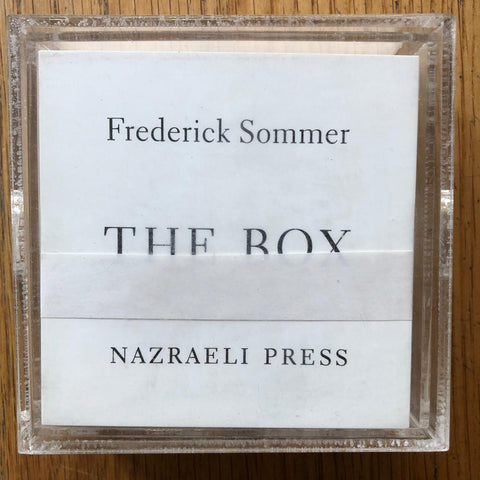 Frederick Sommer
THE BOX
NAZRAELI PRESS